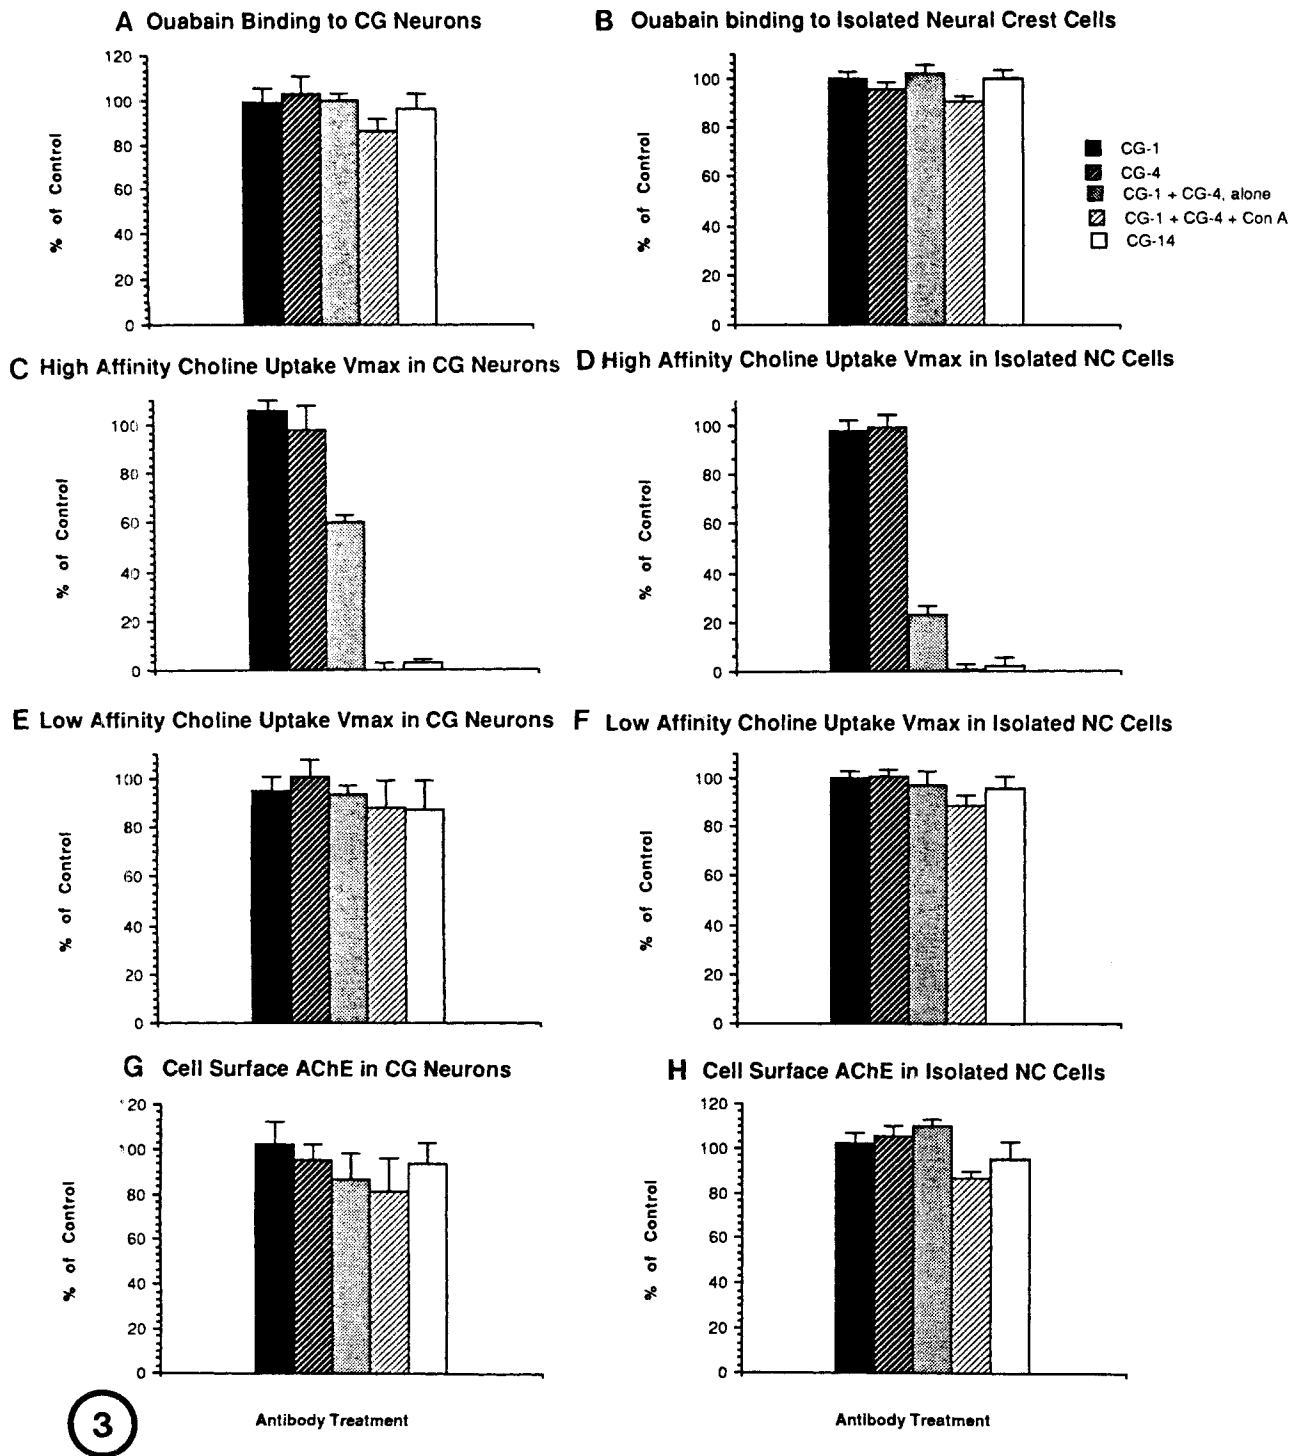 A Ouabain Binding to CG Neurons
120
100
80
60
40
20
0
% of Control
B Ouabain binding to Isolated Neural Crest Cells
100
80
60
40
20
0
% of Control
CG-1
CG-4
CG-1 + CG-4, alone
CG-1 + CG-4 + Con A
CG-14
C High Affinity Choline Uptake Vmax in CG Neurons
100
80
60
40
20
0
% of Control
D High Affinity Choline Uptake Vmax in Isolated NC Cells
100
80
60
40
20
0
% of Control
E Low Affinity Choline Uptake Vmax in CG Neurons
100
80
60
40
20
0
% of Control
F Low Affinity Choline Uptake Vmax in Isolated NC Cells
100
80
60
40
20
0
% of Control
G Cell Surface AChE in CG Neurons
120
100
80
60
40
20
0
% of Control
Antibody Treatment
H Cell Surface AChE in Isolated NC Cells
120
100
80
60
40
20
0
% of Control
Antibody Treatment
3